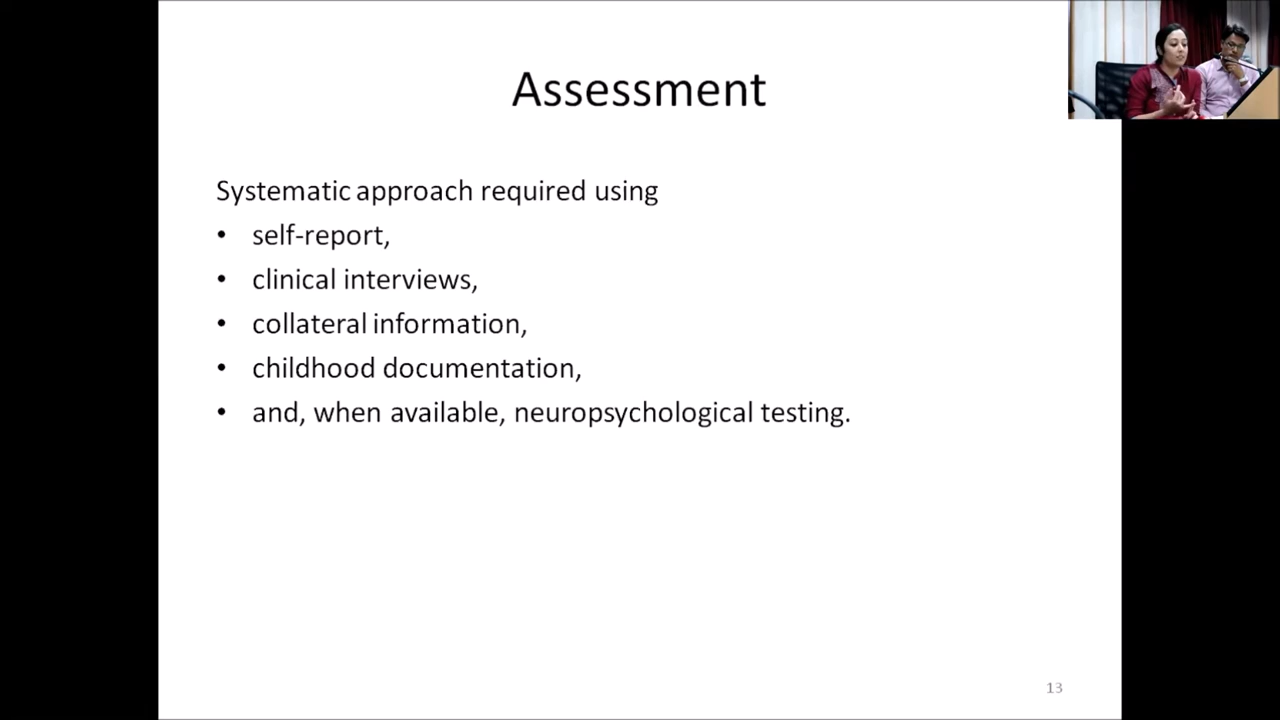 Assessment
Systematic approach required using
• self-report,
• clinical interviews,
• collateral information,
• childhood documentation,
• and, when available, neuropsychological testing.
13